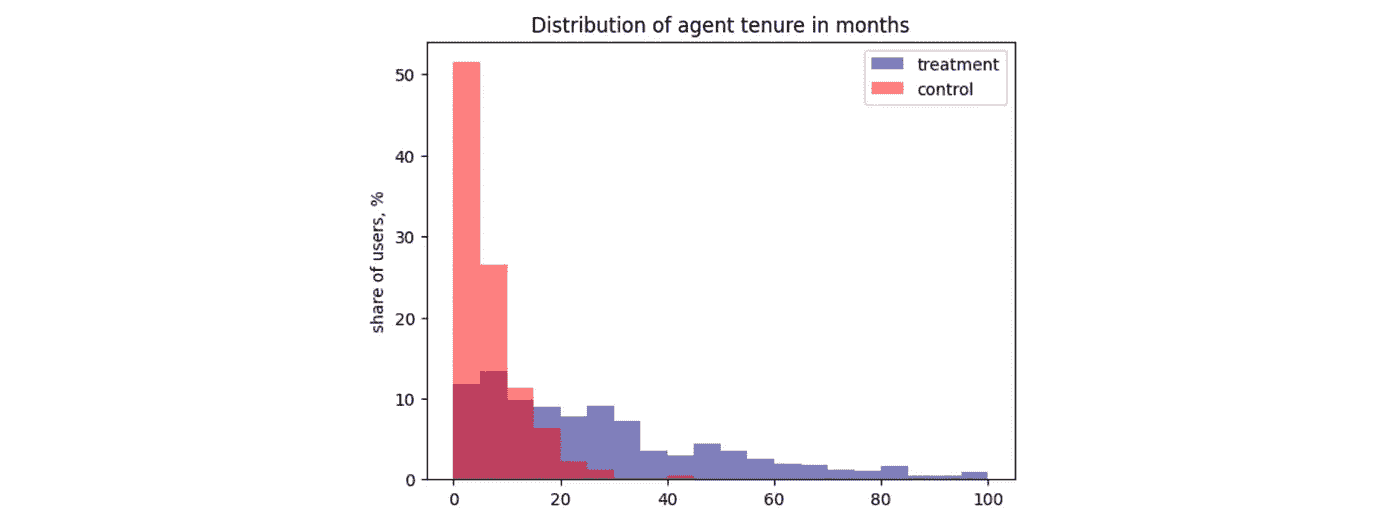 Distribution of agent tenure in months
treatment
control
share of users, %
50
40
30
20
10
0
0 20 40 60 80 100